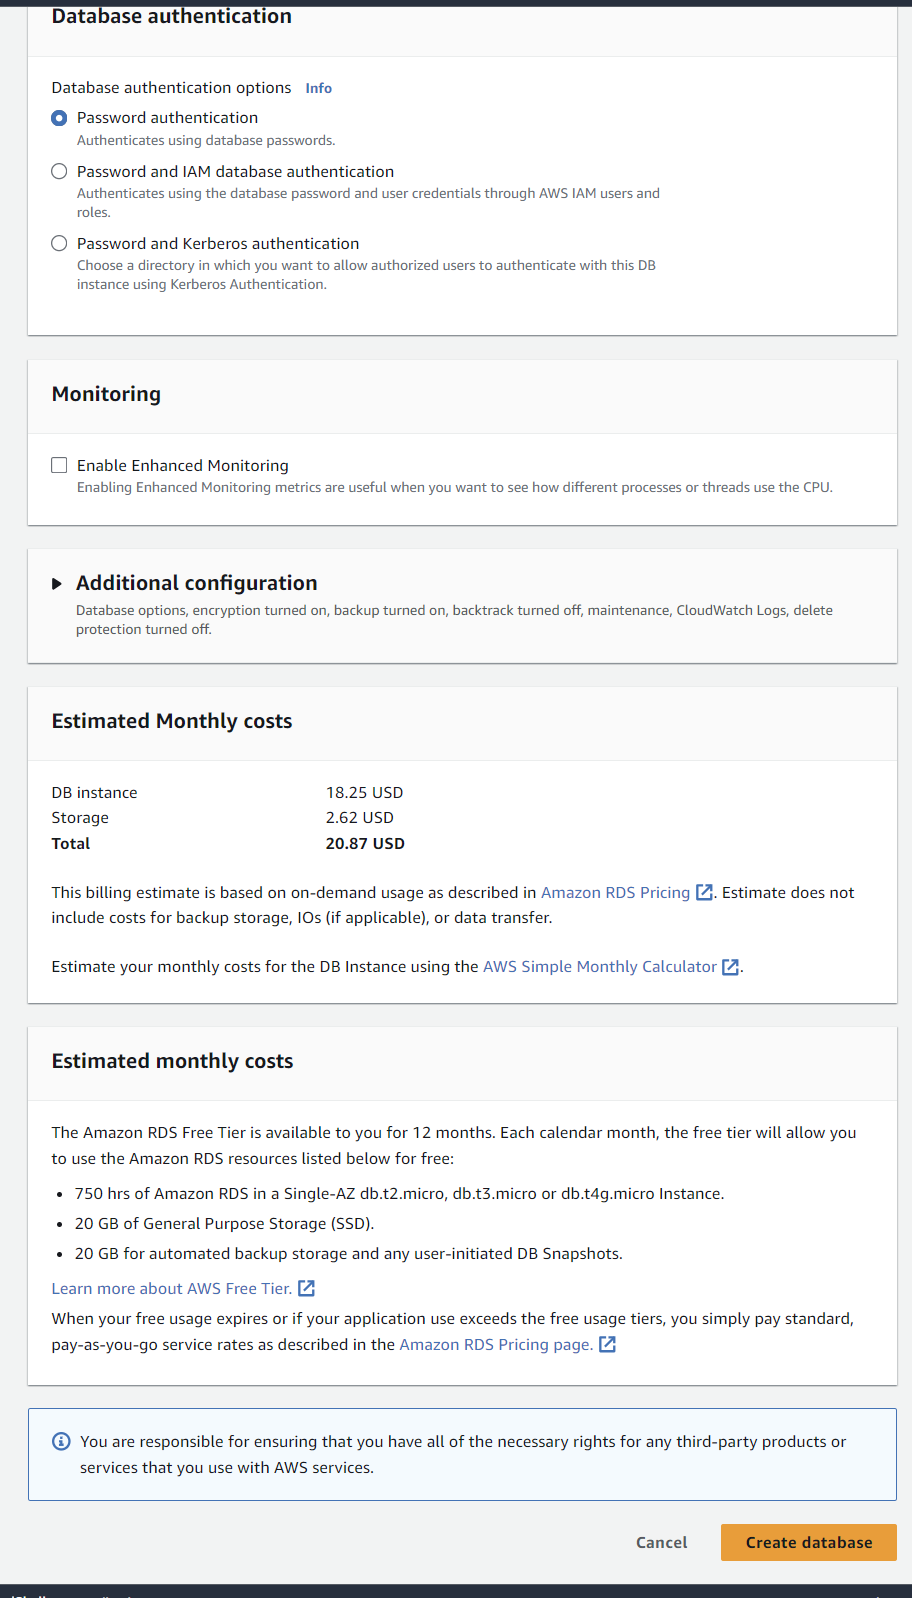 Database authentication
Database authentication options Info
Password authentication
Authenticates using database passwords.
Password and IAM database authentication
Authenticates using the database password and user credentials through AWS IAM users and
roles.
Password and Kerberos authentication
Choose a directory in which you want to allow authorized users to authenticate with this DB
instance using Kerberos Authentication.
Monitoring
Enable Enhanced Monitoring
Enabling Enhanced Monitoring metrics are useful when you want to see how different processes or threads use the CPU.
Additional configuration
Database options, encryption turned on, backup turned on, backtrack turned off, maintenance, CloudWatch Logs, delete
protection turned off.
Estimated Monthly costs
DB instance 18.25 USD
Storage 2.62 USD
Total 20.87 USD
This billing estimate is based on on-demand usage as described in Amazon RDS Pricing. Estimate does not
include costs for backup storage, IOs (if applicable), or data transfer.
Estimate your monthly costs for the DB Instance using the AWS Simple Monthly Calculator.
Estimated monthly costs
The Amazon RDS Free Tier is available to you for 12 months. Each calendar month, the free tier will allow you
to use the Amazon RDS resources listed below for free:
• 750 hrs of Amazon RDS in a Single-AZ db.t2.micro, db.t3.micro or db.t4g.micro Instance.
• 20 GB of General Purpose Storage (SSD).
• 20 GB for automated backup storage and any user-initiated DB Snapshots.
Learn more about AWS Free Tier.
When your free usage expires or if your application use exceeds the free usage tiers, you simply pay standard,
pay-as-you-go service rates as described in the Amazon RDS Pricing page.
You are responsible for ensuring that you have all of the necessary rights for any third-party products or
services that you use with AWS services.
Cancel Create database